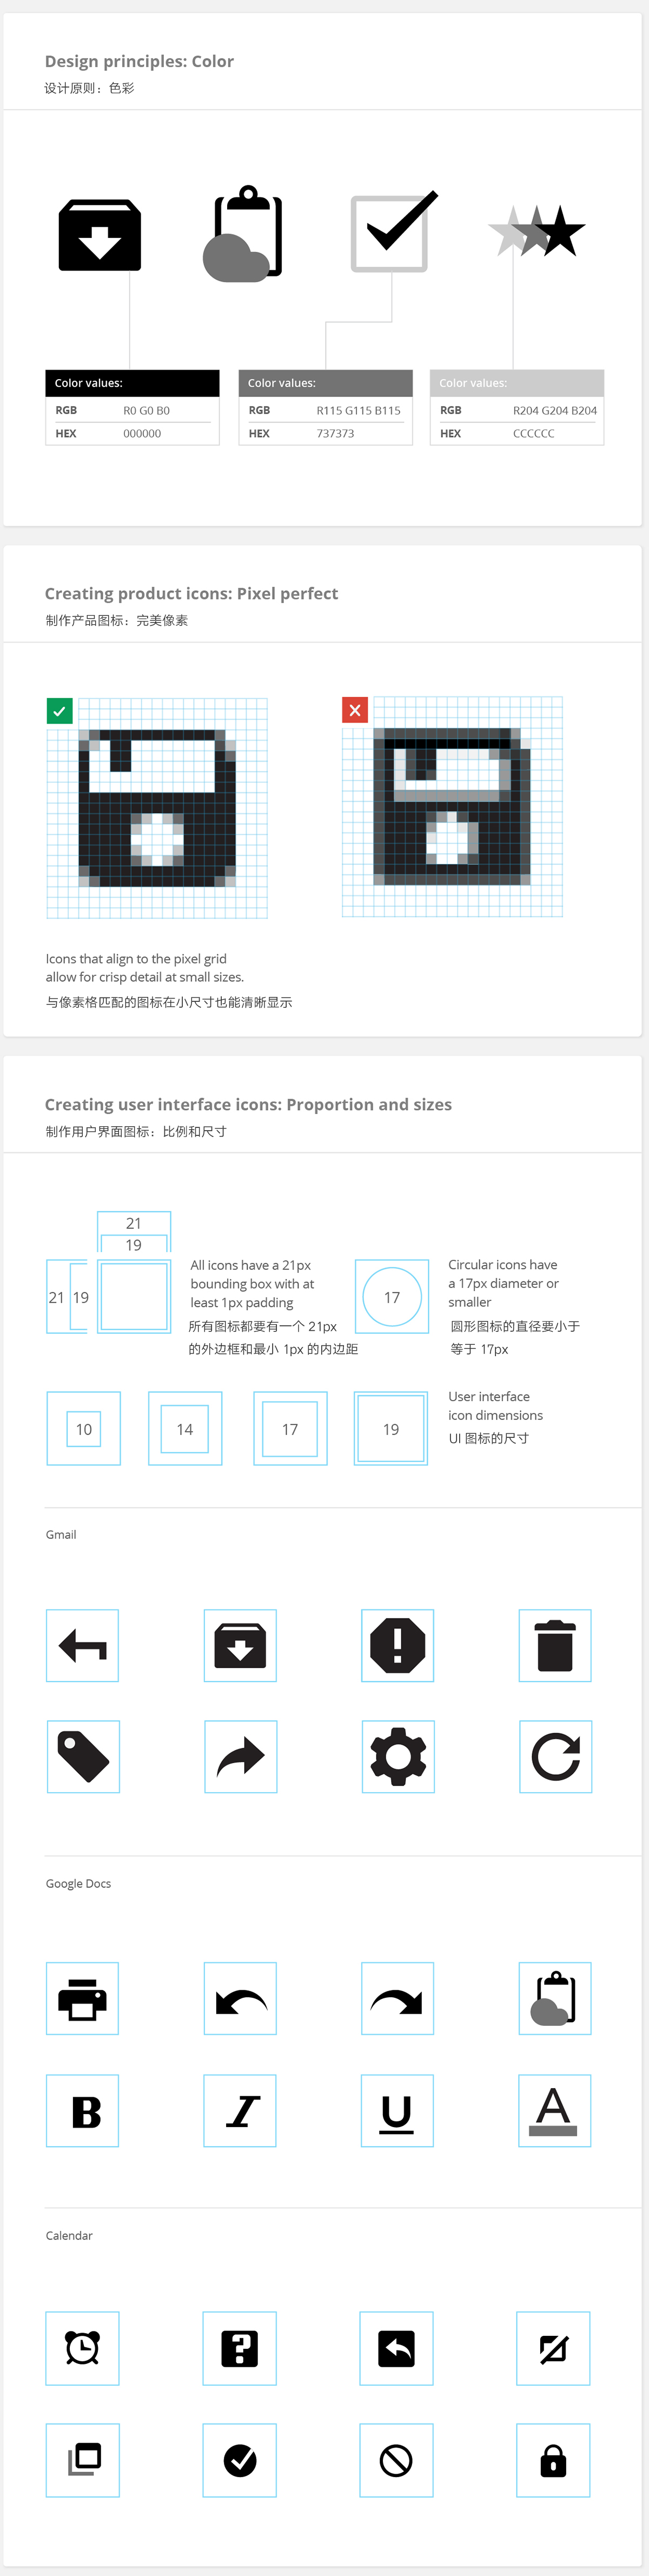 Design principles: Color
设计原则：色彩
Color values:
RGB R0 G0 B0
HEX 000000
Color values:
RGB R115 G115 B115
HEX 737373
Color values:
RGB R204 G204 B204
HEX CCCCCC
Creating product icons: Pixel perfect
制作产品图标：完美像素
Icons that align to the pixel grid
allow for crisp detail at small sizes.
与像素格匹配的图标在小尺寸也能清晰显示
Creating user interface icons: Proportion and sizes
制作用户界面图标：比例和尺寸
21
19
21 19
All icons have a 21px
bounding box with at
least 1px padding
所有图标都要有一个 21px
的外边框和最小 1px 的内边距
17
Circular icons have
a 17px diameter or
smaller
圆形图标的直径要小于
等于 17px
10
14
17
19
User interface
icon dimensions
UI 图标的尺寸
Gmail
Google Docs
B
I
U
A
Calendar